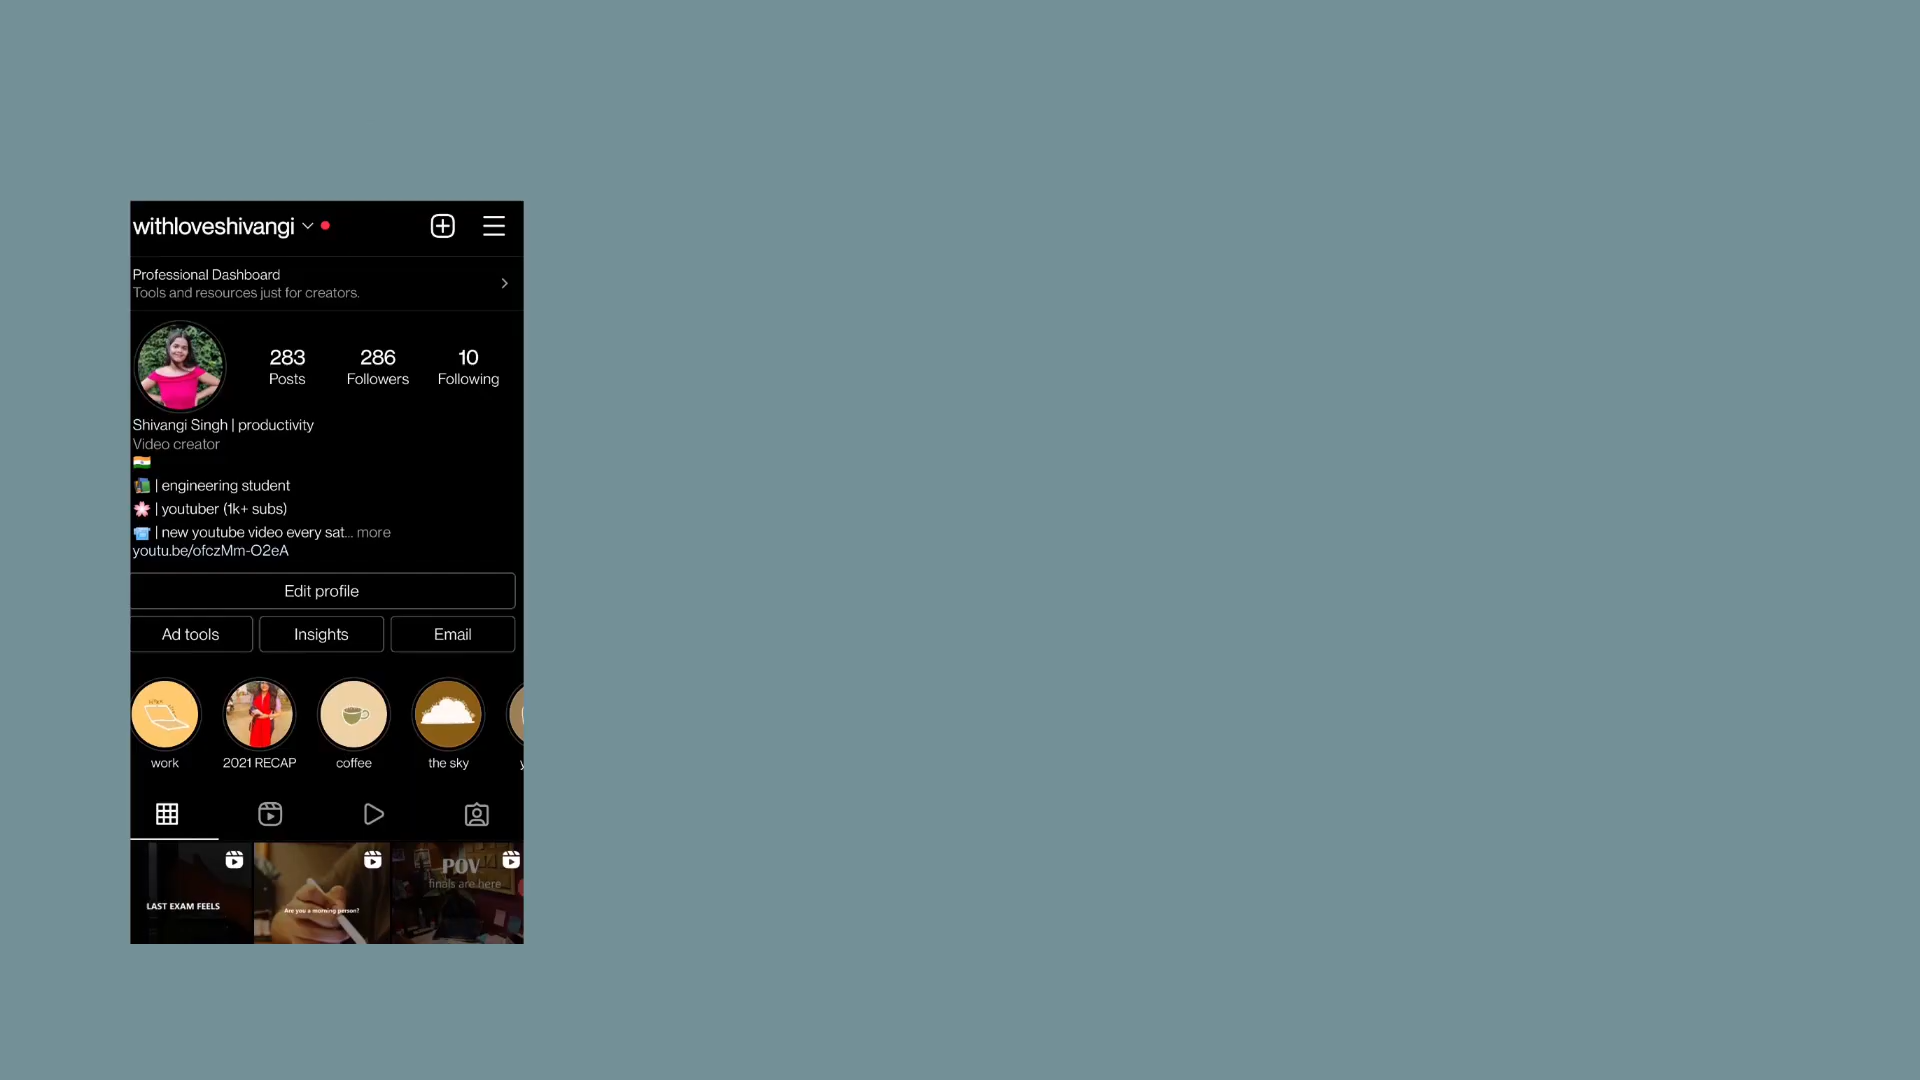 withloveshivangi
Professional Dashboard
Tools and resources just for creators.
283 286 10
Posts Followers Following
Shivangi Singh | productivity
Video creator
🇮🇳
📚 | engineering student
🌸 | youtuber (1k+ subs)
| new youtube video every sat... more
youtu.be/ofczMm-O2eA
Edit profile
Ad tools Insights Email
work 2021 RECAP coffee the sky
POV
finals are here
LAST EXAM FEELS
Are you a morning person?